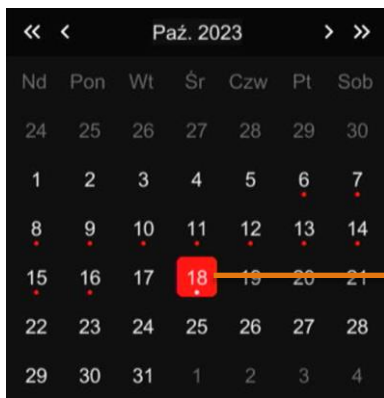 « < Paź. 2023 > »
Nd Pon Wt Śr Czw Pt Sob
24 25 26 27 28 29 30
1 2 3 4 5 6 7
8 9 10 11 12 13 14
15 16 17 18 19 20 21
22 23 24 25 26 27 28
29 30 31 1 2 3 4